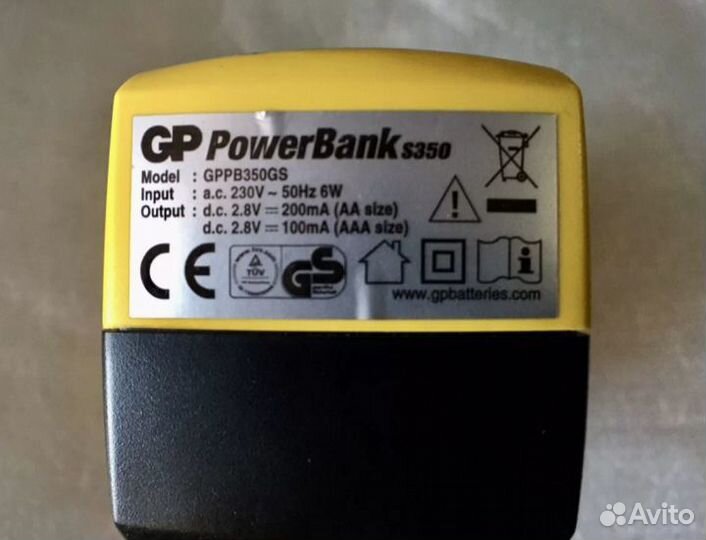 GP PowerBank S350
Model : GPPB350GS
Input : a.c. 230V ~ 50Hz 6W
Output : d.c. 2.8V ⎓ 200mA (AA size)
d.c. 2.8V ⎓ 100mA (AAA size)
CE
TÜV
GS
www.gpbatteries.com
Avito